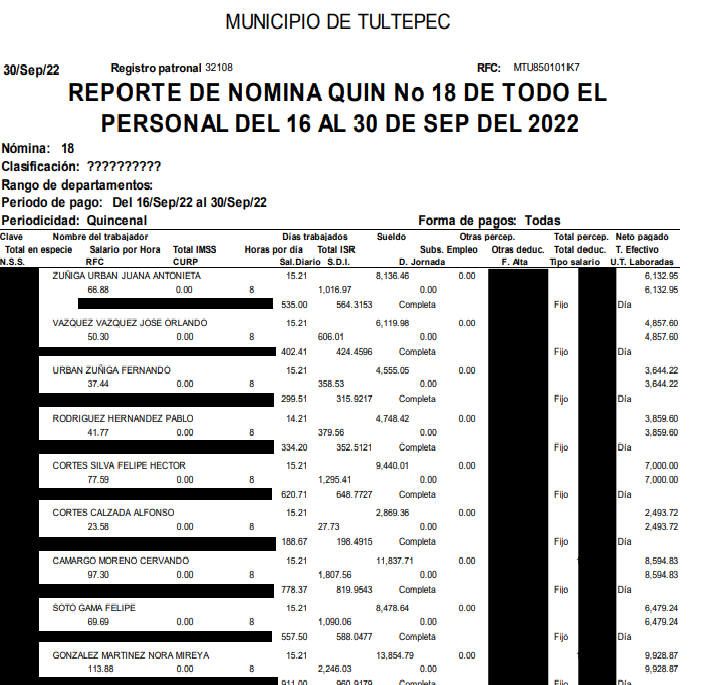 MUNICIPIO DE TULTEPEC
30/Sep/22 Registro patronal 32108 RFC: MTU850101IK7
REPORTE DE NOMINA QUIN No 18 DE TODO EL
PERSONAL DEL 16 AL 30 DE SEP DEL 2022
Nómina: 18
Clasificación: ??????????
Rango de departamentos:
Periodo de pago: Del 16/Sep/22 al 30/Sep/22
Periodicidad: Quincenal Forma de pagos: Todas
Clave Nombre del trabajador Días trabajados Sueldo Otras percep. Total percep. Neto pagado
Total en especie Salario por Hora Total IMSS Horas por día Total ISR Subs. Empleo Otras deduc. Total deduc. T. Efectivo
N.S.S. RFC CURP Sal.Diario S.D.I. D. Jornada F. Alta Tipo salario U.T. Laboradas
ZUÑIGA URBAN JUANA ANTONIETA 15.21 8,136.46 0.00 6,132.95
66.88 0.00 8 1,016.97 0.00 6,132.95
535.00 564.3153 Completa Fijo Día
VAZQUEZ VAZQUEZ JOSE ORLANDO 15.21 6,119.98 0.00 4,857.60
50.30 0.00 8 606.01 0.00 4,857.60
402.41 424.4596 Completa Fijo Día
URBAN ZUÑIGA FERNANDO 15.21 4,555.05 0.00 3,644.22
37.44 0.00 8 358.53 0.00 3,644.22
299.51 315.9217 Completa Fijo Día
RODRIGUEZ HERNANDEZ PABLO 14.21 4,748.42 0.00 3,859.60
41.77 0.00 8 379.56 0.00 3,859.60
334.20 352.5121 Completa Fijo Día
CORTES SILVA FELIPE HECTOR 15.21 9,440.01 0.00 7,000.00
77.59 0.00 8 1,295.41 0.00 7,000.00
620.71 648.7727 Completa Fijo Día
CORTES CALZADA ALFONSO 15.21 2,869.36 0.00 2,493.72
23.58 0.00 8 27.73 0.00 2,493.72
188.67 198.4915 Completa Fijo Día
CAMARGO MORENO CERVANDO 15.21 11,837.71 0.00 8,594.83
97.30 0.00 8 1,807.56 0.00 8,594.83
778.37 819.9543 Completa Fijo Día
SOTO GAMA FELIPE 15.21 8,478.64 0.00 6,479.24
69.69 0.00 8 1,090.06 0.00 6,479.24
557.50 588.0477 Completa Fijo Día
GONZALEZ MARTINEZ NORA MIREYA 15.21 13,854.79 0.00 9,928.87
113.88 0.00 8 2,246.03 0.00 9,928.87
911.00 960.9179 Completa Fijo Día